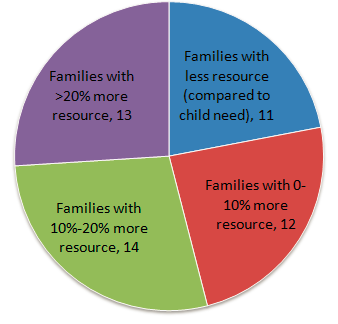 Families with
less resource
(compared to
child need), 11
Families with 0-
10% more
resource, 12
Families with
10%-20% more
resource, 14
Families with
>20% more
resource, 13